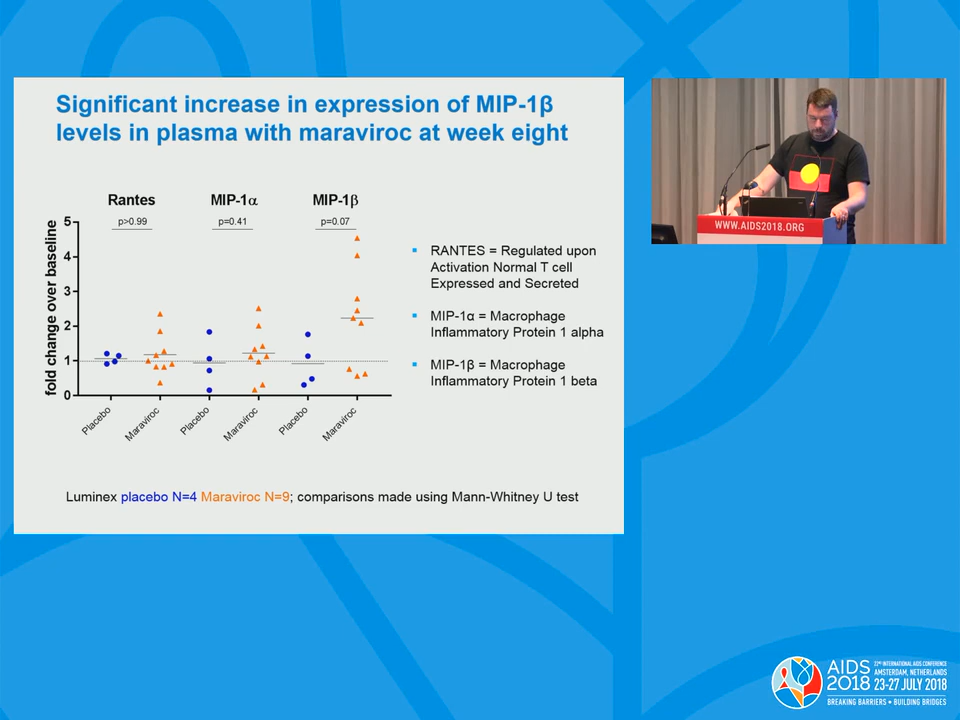 Significant increase in expression of MIP-1β
levels in plasma with maraviroc at week eight
Rantes MIP-1α MIP-1β
p>0.99 p=0.41 p=0.07
fold change over baseline
5
4
3
2
1
0
Placebo Maraviroc Placebo Maraviroc Placebo Maraviroc
RANTES = Regulated upon
Activation Normal T cell
Expressed and Secreted
MIP-1α = Macrophage
Inflammatory Protein 1 alpha
MIP-1β = Macrophage
Inflammatory Protein 1 beta
Luminex placebo N=4 Maraviroc N=9; comparisons made using Mann-Whitney U test
WWW.AIDS2018.ORG
AIDS
2018
22ND INTERNATIONAL AIDS CONFERENCE
AMSTERDAM, NETHERLANDS
23-27 JULY 2018
BREAKING BARRIERS • BUILDING BRIDGES